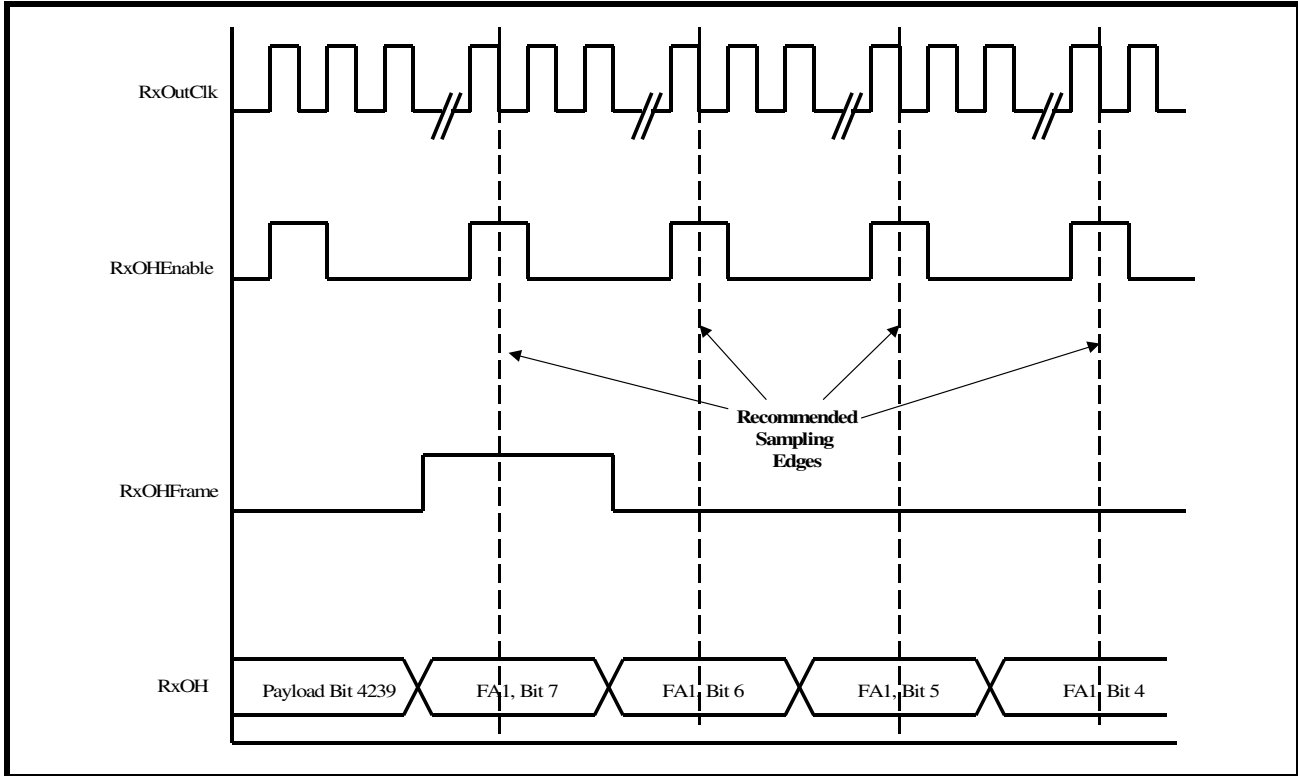 RxOutClk
RxOHEnable
Recommended
Sampling
Edges
RxOHFrame
RxOH
Payload Bit 4239
FA1, Bit 7
FA1, Bit 6
FA1, Bit 5
FA1, Bit 4